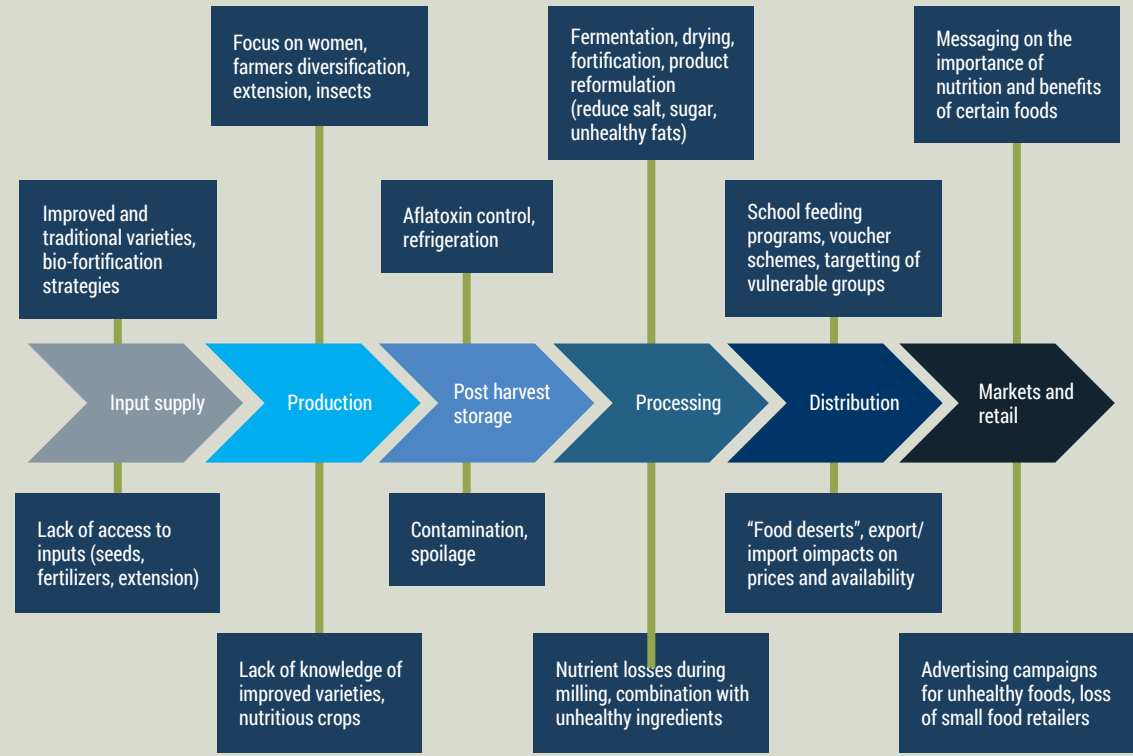 Focus on women,
farmers diversification,
extension, insects
Fermentation, drying,
fortification, product
reformulation
(reduce salt, sugar,
unhealthy fats)
Messaging on the
importance of
nutrition and benefits
of certain foods
Improved and
traditional varieties,
bio-fortification
strategies
Aflatoxin control,
refrigeration
School feeding
programs, voucher
schemes, targetting of
vulnerable groups
Input supply
Production
Post harvest
storage
Processing
Distribution
Markets and
retail
Lack of access to
inputs (seeds,
fertilizers, extension)
Contamination,
spoilage
“Food deserts”, export/
import oimpacts on
prices and availability
Lack of knowledge of
improved varieties,
nutritious crops
Nutrient losses during
milling, combination with
unhealthy ingredients
Advertising campaigns
for unhealthy foods, loss
of small food retailers